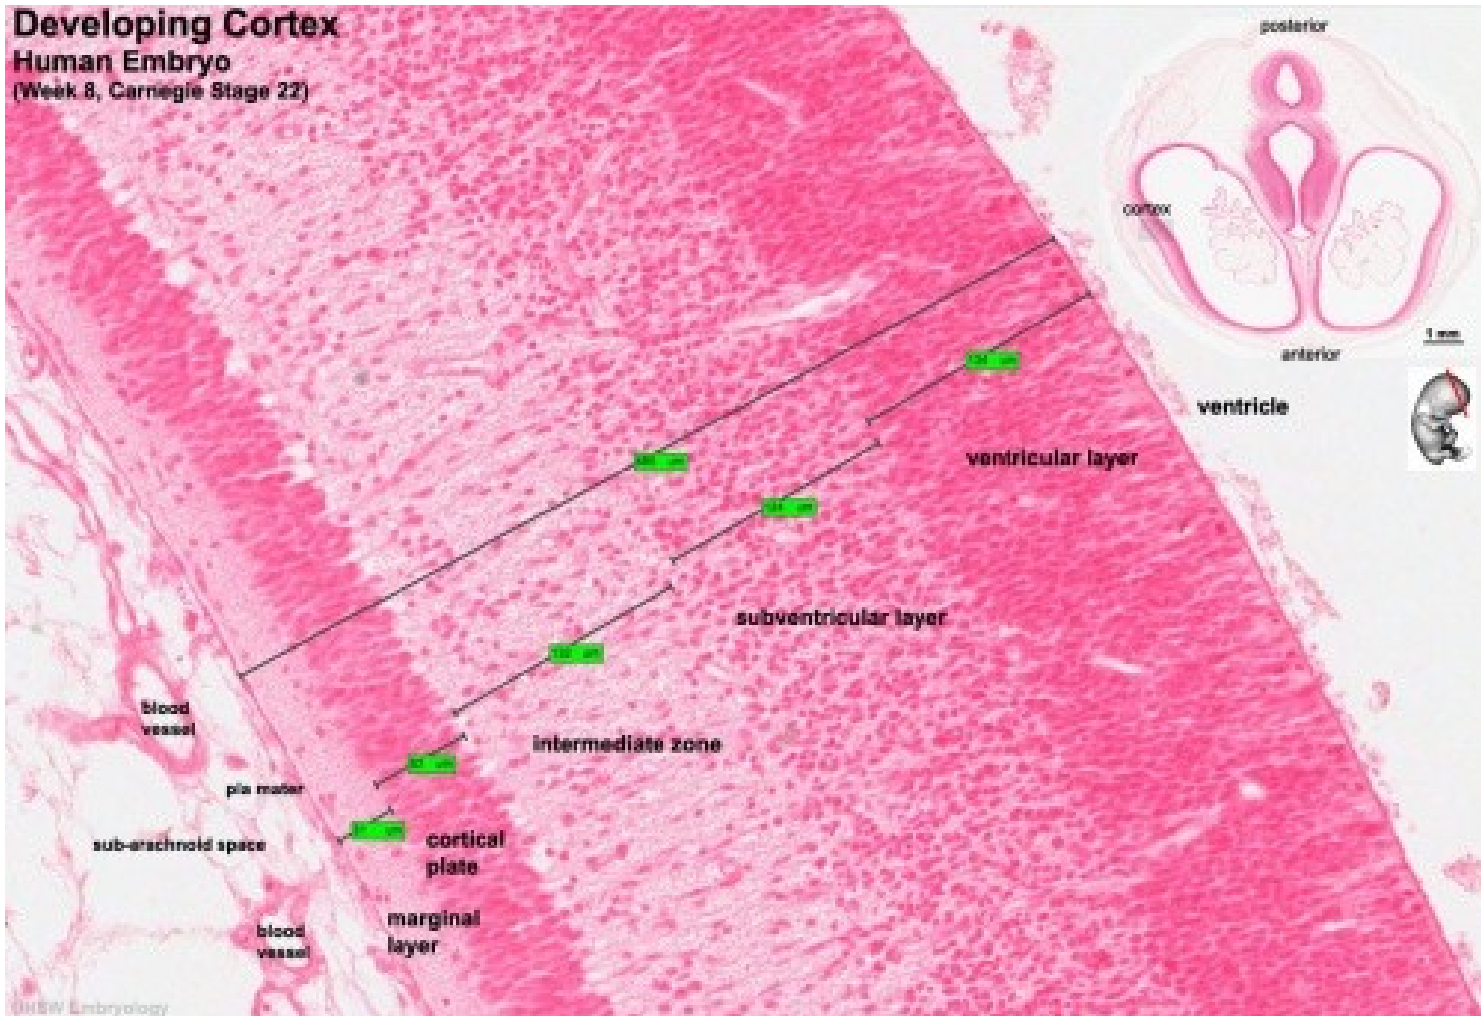 Developing Cortex
Human Embryo
(Week 8, Carnegie Stage 22)
posterior
cortex
1 mm
anterior
ventricle
ventricular layer
subventricular layer
intermediate zone
blood
vessel
pia mater
sub-arachnoid space
cortical
plate
marginal
layer
blood
vessel
UNSW Embryology